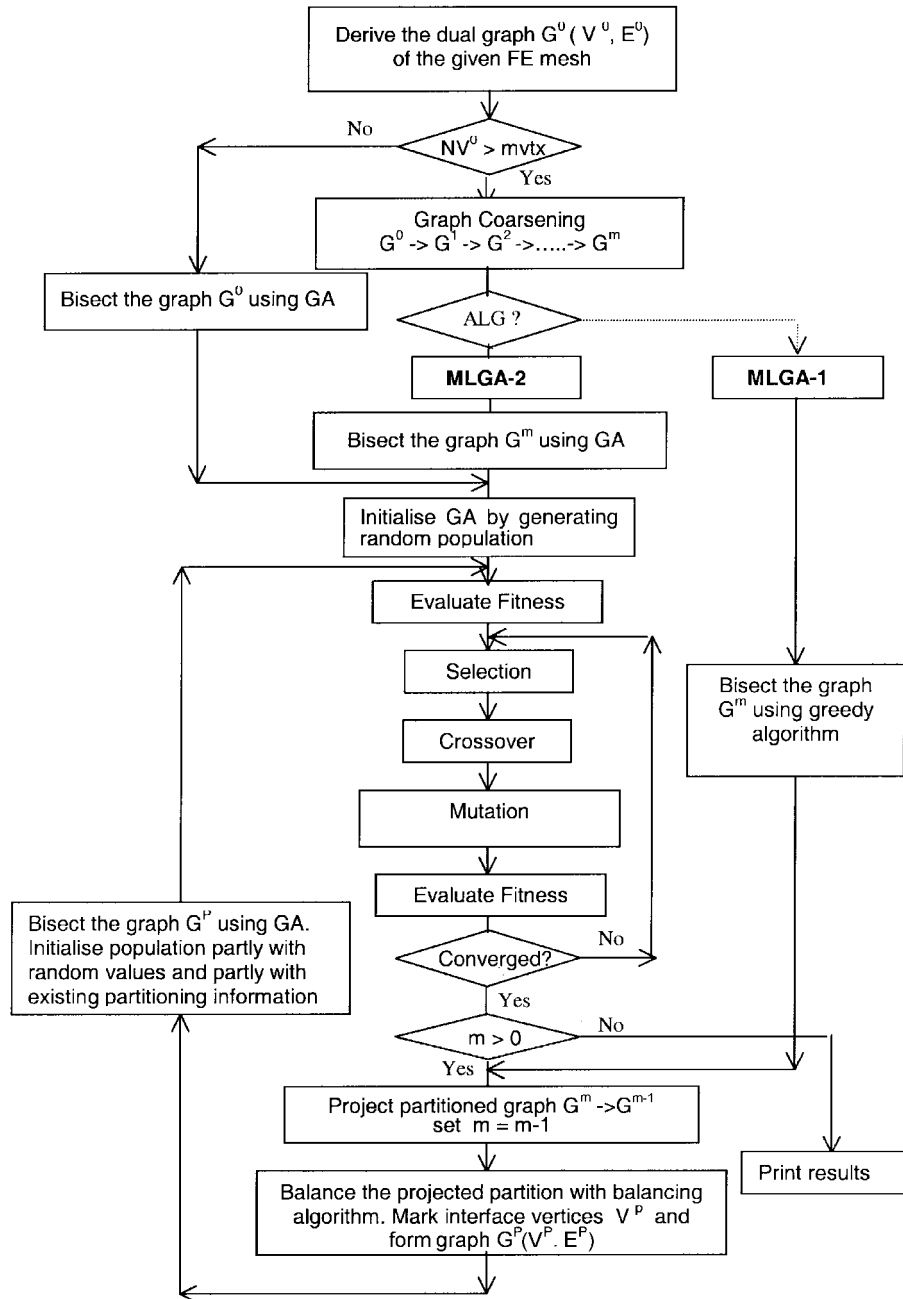 Derive the dual graph G⁰ ( V ⁰, E⁰)
of the given FE mesh
No
NV⁰ > mvtx
Yes
Graph Coarsening
G⁰ -> G¹ -> G² ->…..-> Gᵐ
Bisect the graph G⁰ using GA
ALG ?
MLGA-2
MLGA-1
Bisect the graph Gᵐ using GA
Initialise GA by generating
random population
Evaluate Fitness
Selection
Bisect the graph
Gᵐ using greedy
algorithm
Crossover
Mutation
Evaluate Fitness
Bisect the graph Gᴾ using GA.
Initialise population partly with
random values and partly with
existing partitioning information
No
Converged?
Yes
No
m > 0
Yes
Project partitioned graph Gᵐ ->Gᵐ⁻¹
set m = m-1
Print results
Balance the projected partition with balancing
algorithm. Mark interface vertices V ᵖ and
form graph Gᴾ(Vᴾ. Eᴾ)